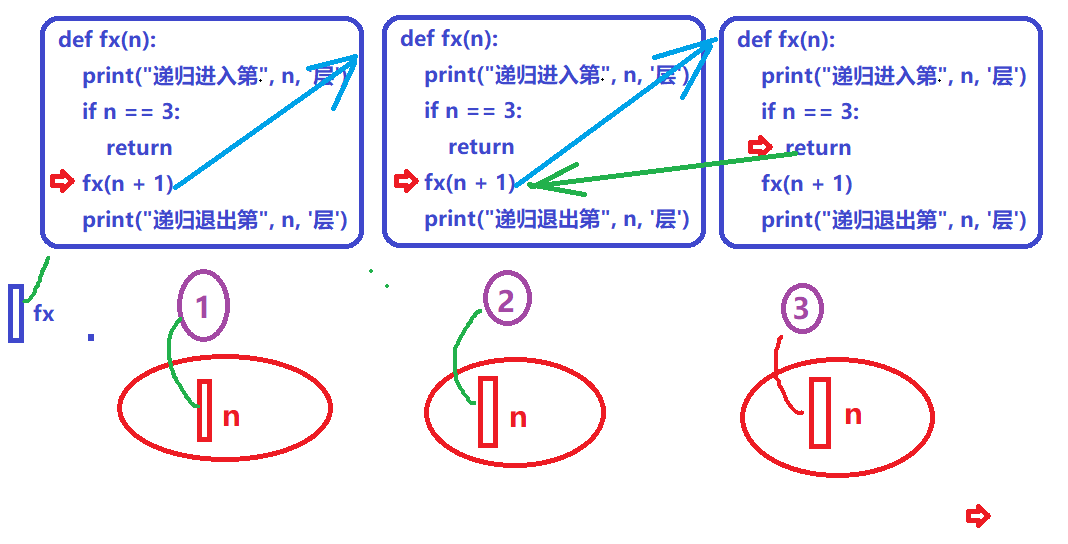 def fx(n):
print("递归进入第", n, '层')
if n == 3:
return
fx(n + 1)
print("递归退出第", n, '层')
def fx(n):
print("递归进入第", n, '层')
if n == 3:
return
fx(n + 1)
print("递归退出第", n, '层')
def fx(n):
print("递归进入第", n, '层')
if n == 3:
return
fx(n + 1)
print("递归退出第", n, '层')
fx
1
2
3
n
n
n